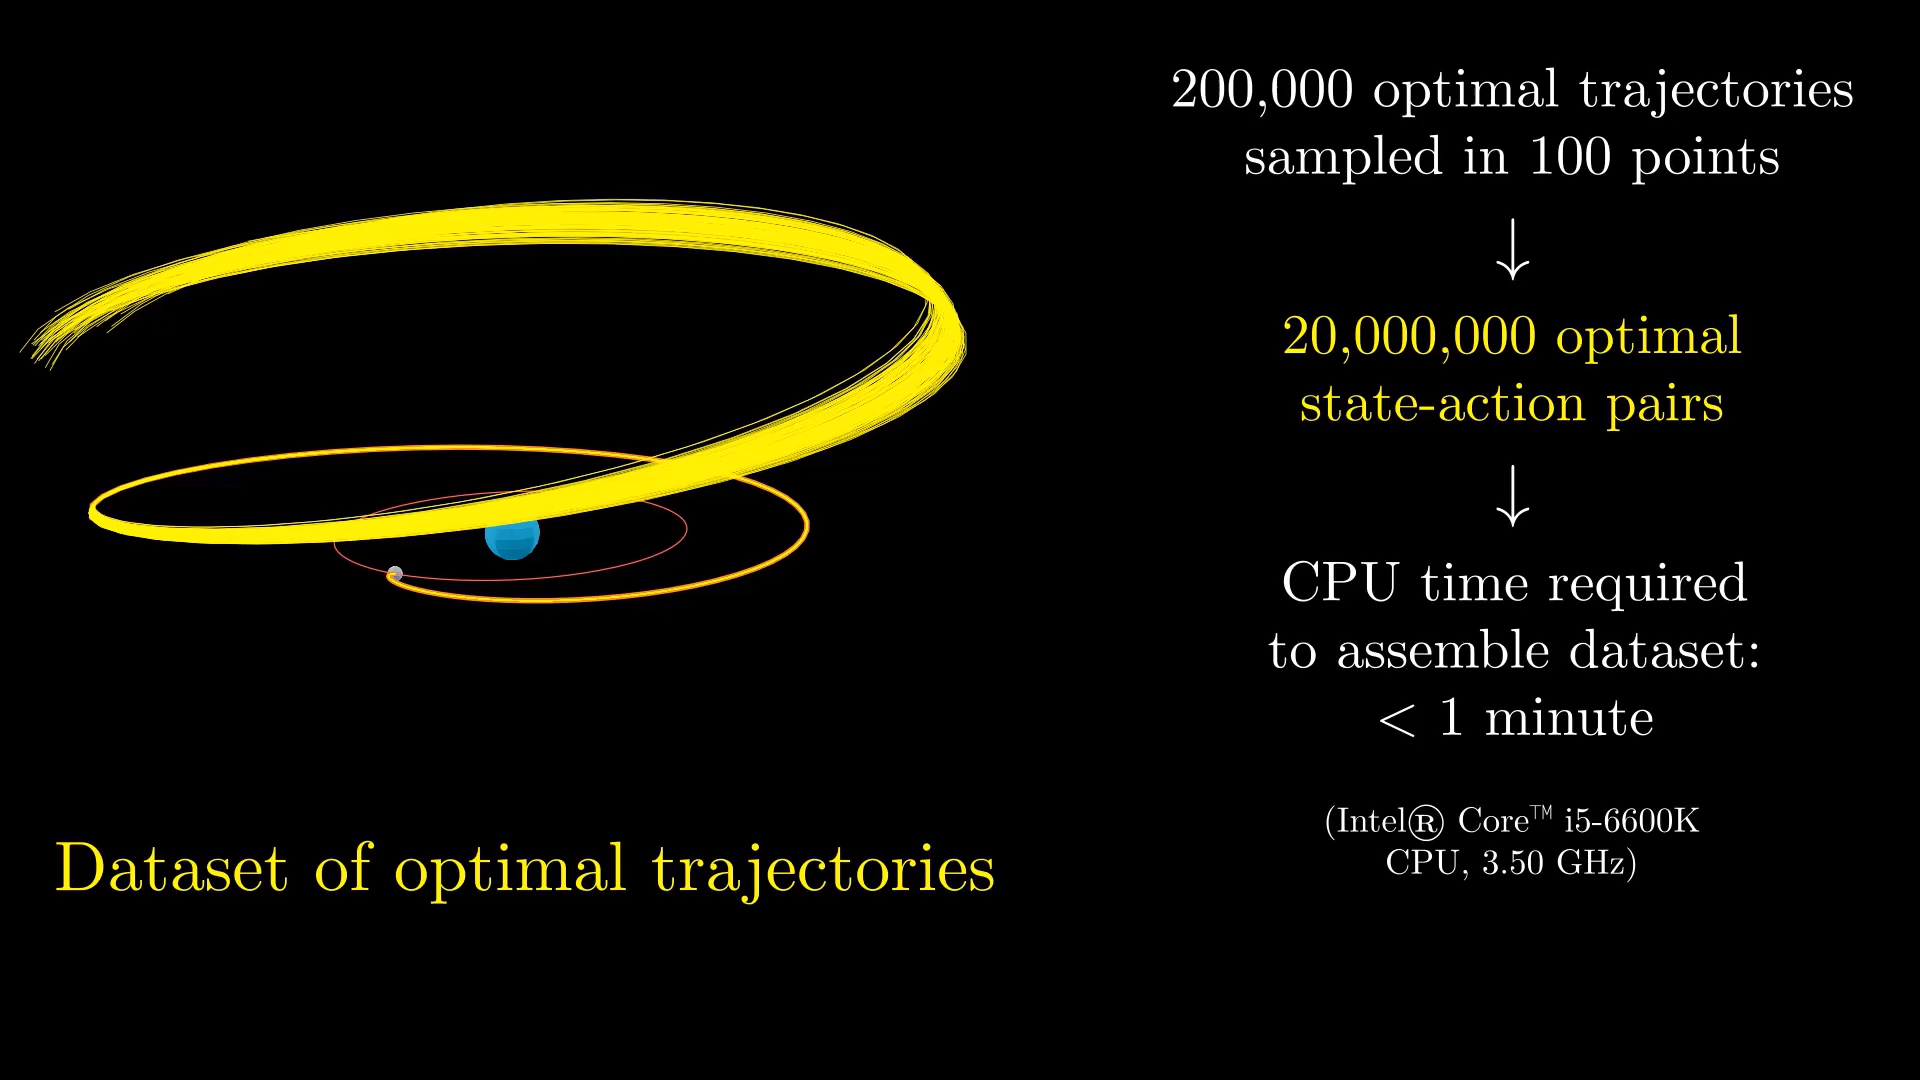 200,000 optimal trajectories
sampled in 100 points
↓
20,000,000 optimal
state-action pairs
↓
CPU time required
to assemble dataset:
< 1 minute
(Intel® Core™ i5-6600K
CPU, 3.50 GHz)
Dataset of optimal trajectories